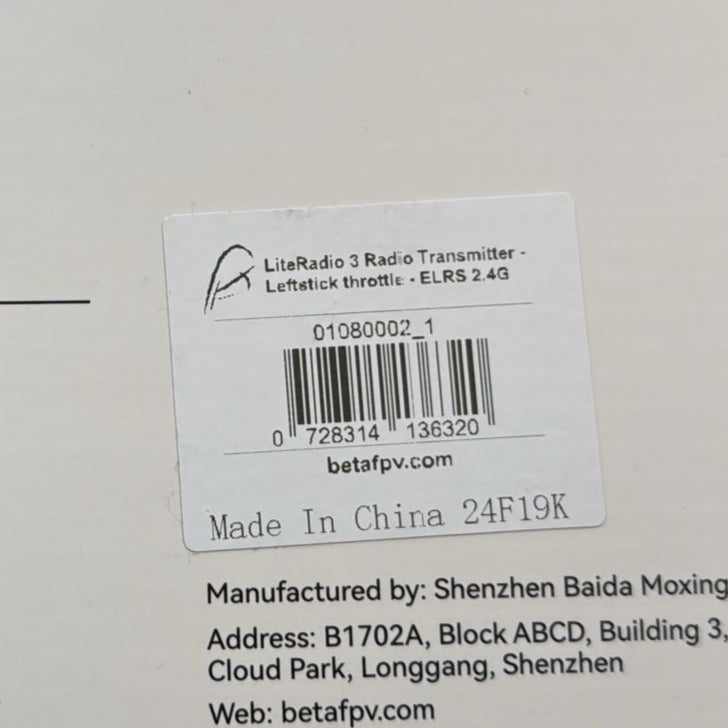 LiteRadio 3 Radio Transmitter -
Leftstick throttle - ELRS 2.4G
01080002_1
0 728314 136320
betafpv.com
Made In China 24F19K
Manufactured by: Shenzhen Baida Moxing
Address: B1702A, Block ABCD, Building 3,
Cloud Park, Longgang, Shenzhen
Web: betafpv.com